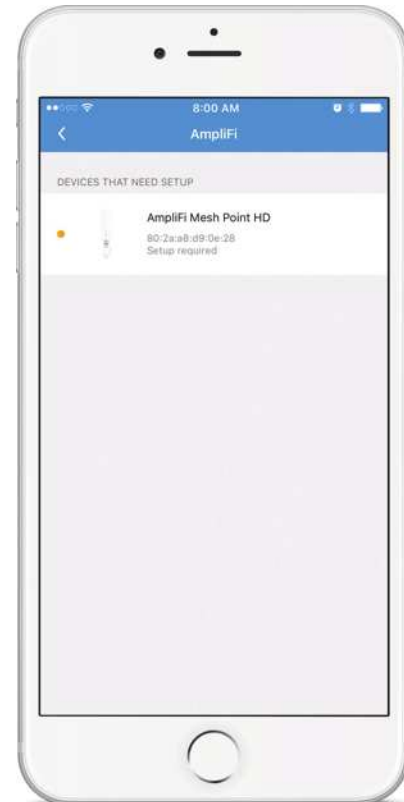 8:00 AM
AmpliFi
DEVICES THAT NEED SETUP
AmpliFi Mesh Point HD
80:2a:a8:d9:0e:28
Setup required